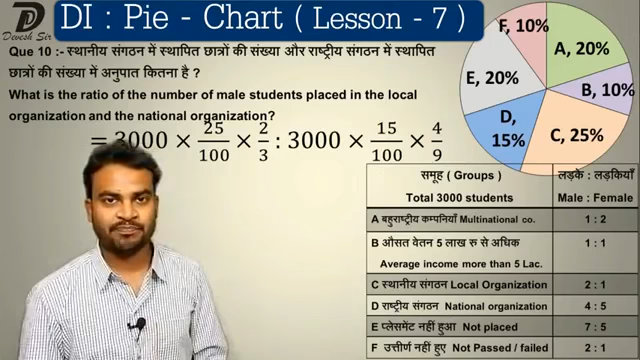 DI : Pie - Chart ( Lesson - 7 )
Devesh Sir
Que 10 :- स्थानीय संगठन में स्थापित छात्रों की संख्या और राष्ट्रीय संगठन में स्थापित
छात्रों की संख्या में अनुपात कितना है ?
What is the ratio of the number of male students placed in the local
organization and the national organization?
= 3000 × 25/100 × 2/3 : 3000 × 15/100 × 4/9
F, 10%
A, 20%
E, 20%
B, 10%
D,
15%
C, 25%
समूह ( Groups ) लड़के : लड़कियाँ
Total 3000 students Male : Female
A बहुराष्ट्रीय कम्पनियाँ Multinational co. 1 : 2
B औसत वेतन 5 लाख रु से अधिक 1 : 1
Average income more than 5 Lac.
C स्थानीय संगठन Local Organization 2 : 1
D राष्ट्रीय संगठन National organization 4 : 5
E प्लेसमेंट नहीं हुआ Not placed 7 : 5
F उत्तीर्ण नहीं हुए Not Passed / failed 2 : 1